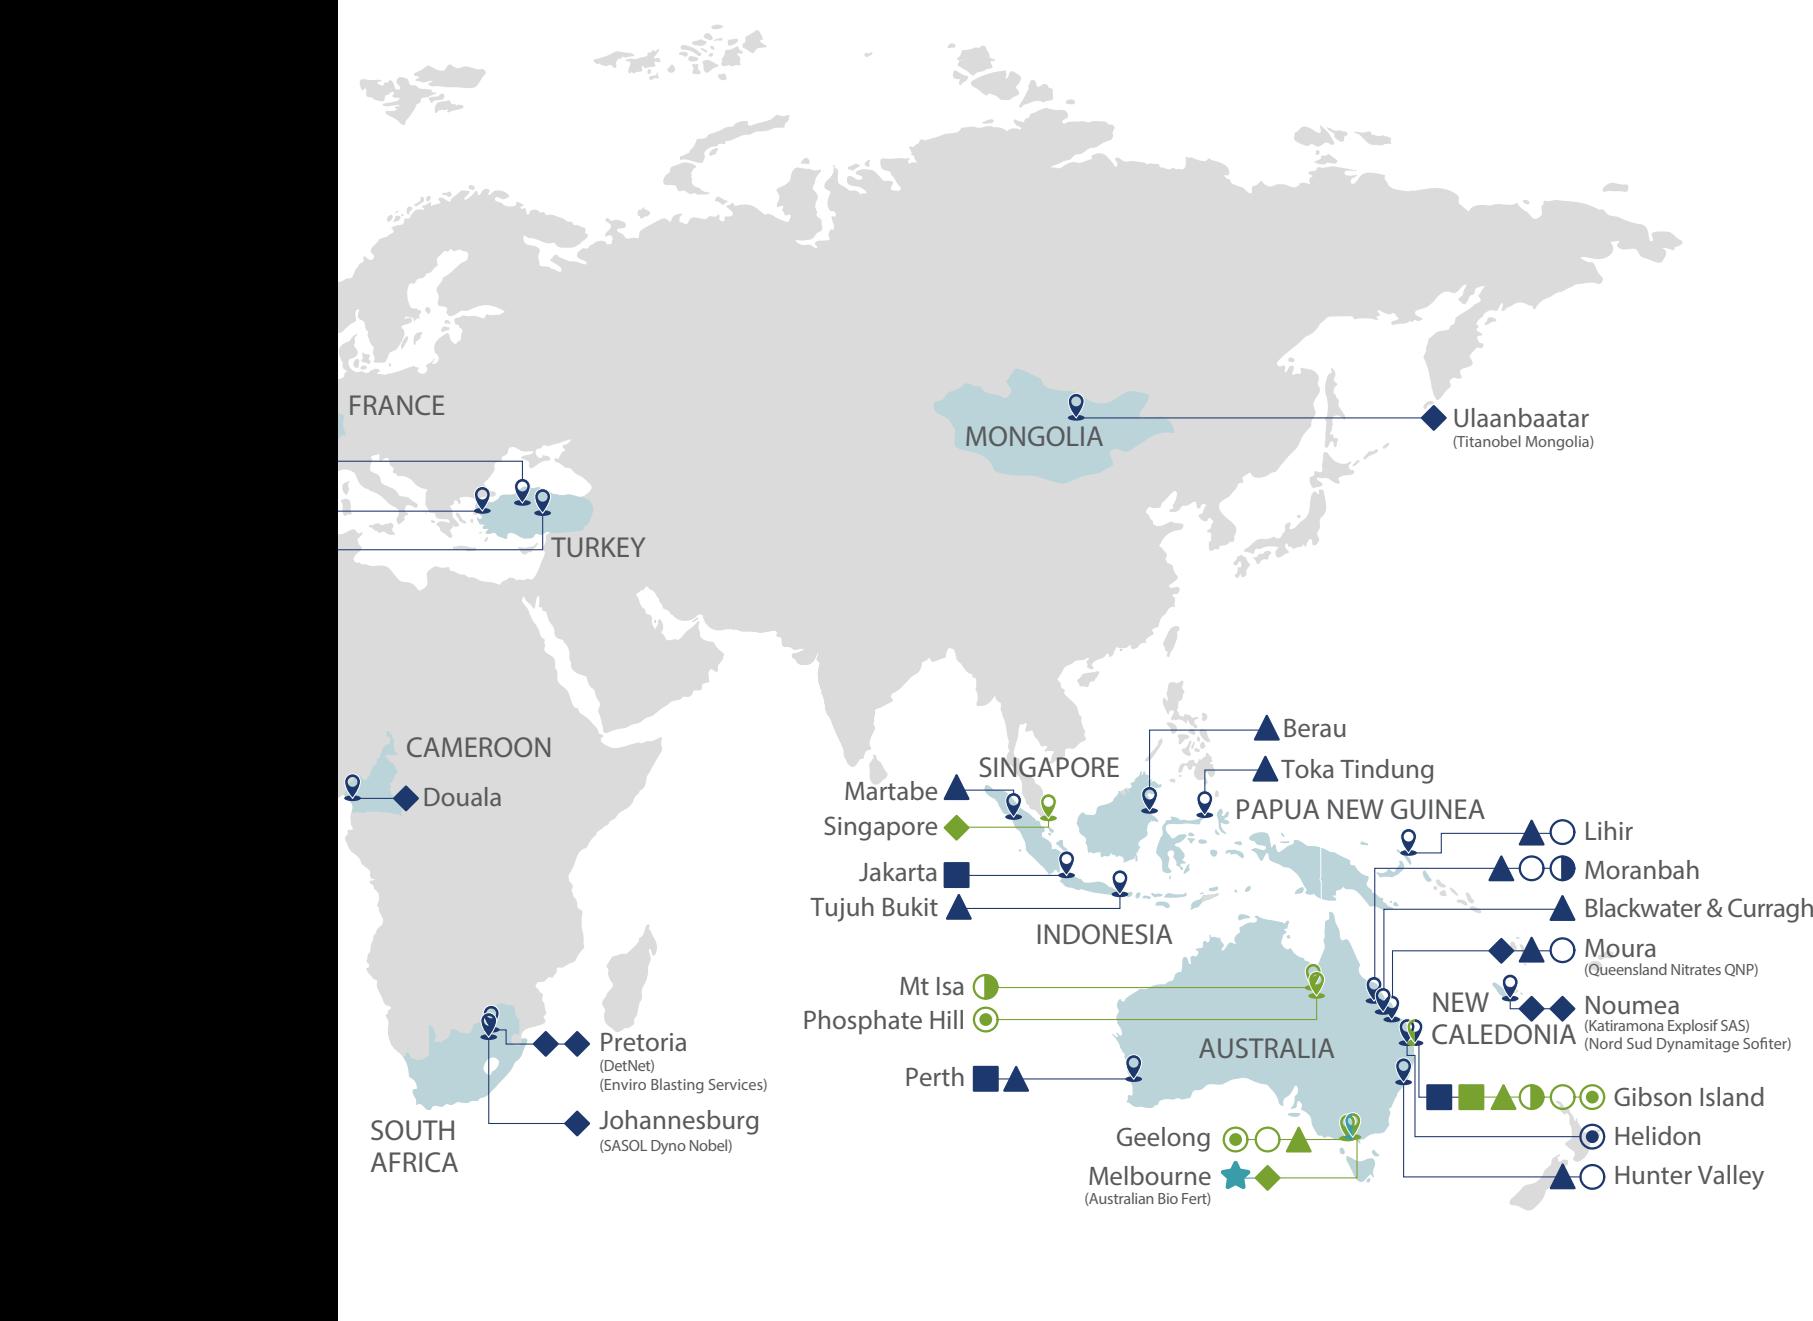 FRANCE
MONGOLIA
Ulaanbaatar
(Titanobel Mongolia)
TURKEY
CAMEROON
Douala
Berau
SINGAPORE
Toka Tindung
Martabe
PAPUA NEW GUINEA
Singapore
Lihir
Jakarta
Moranbah
Tujuh Bukit
Blackwater & Curragh
INDONESIA
Moura
(Queensland Nitrates QNP)
Mt Isa
NEW
CALEDONIA
Noumea
(Katiramona Explosif SAS)
(Nord Sud Dynamitage Sofiter)
Phosphate Hill
Pretoria
(DetNet)
(Enviro Blasting Services)
AUSTRALIA
Perth
Gibson Island
Johannesburg
(SASOL Dyno Nobel)
SOUTH
AFRICA
Geelong
Helidon
Melbourne
(Australian Bio Fert)
Hunter Valley